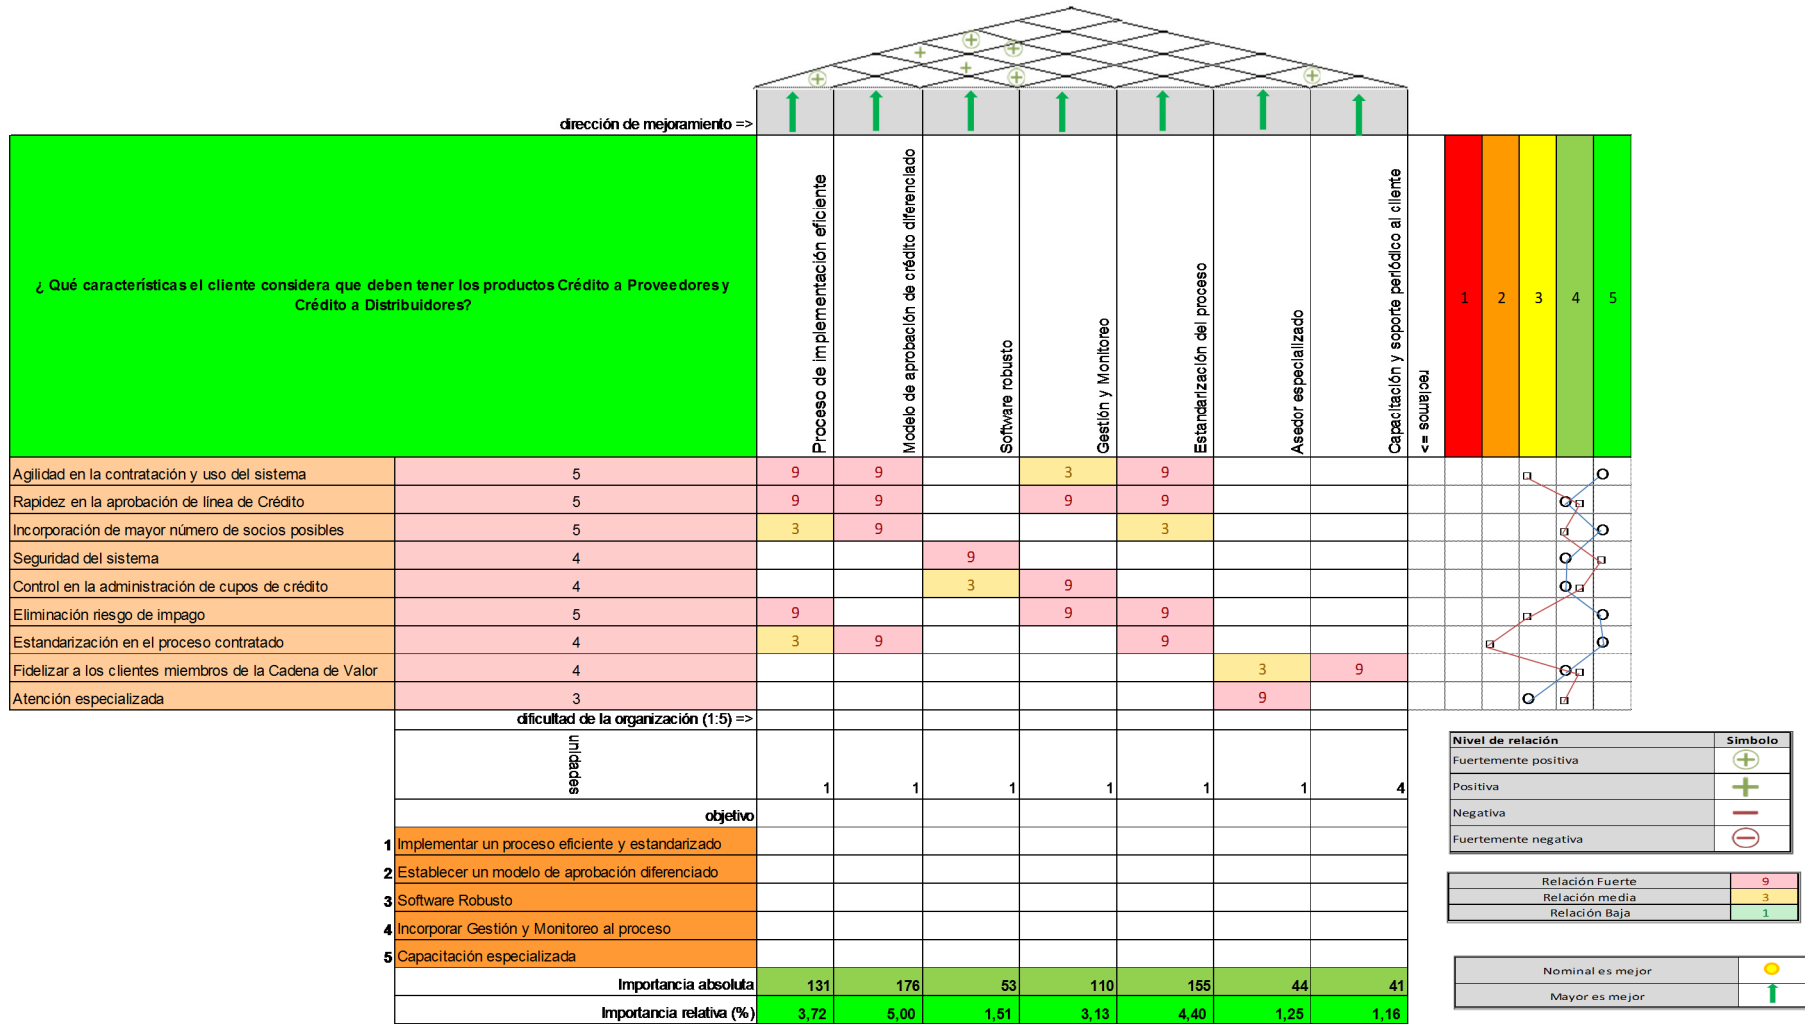 dirección de mejoramiento =>
¿ Qué características el cliente considera que deben tener los productos Crédito a Proveedores y
Crédito a Distribuidores?
Proceso de implementación eficiente
Modelo de aprobación de crédito diferenciado
Software robusto
Gestión y Monitoreo
Estandarización del proceso
Asedor especializado
Capacitación y soporte periódico al cliente
<= reclamos
1 2 3 4 5
Agilidad en la contratación y uso del sistema 5 9 9 3 9
Rapidez en la aprobación de línea de Crédito 5 9 9 9 9
Incorporación de mayor número de socios posibles 5 3 9 3
Seguridad del sistema 4 9
Control en la administración de cupos de crédito 4 3 9
Eliminación riesgo de impago 5 9 9 9
Estandarización en el proceso contratado 4 3 9 9
Fidelizar a los clientes miembros de la Cadena de Valor 4 3 9
Atención especializada 3 9
dificultad de la organización (1:5) =>
unidades 1 1 1 1 1 1 4
objetivo
1 Implementar un proceso eficiente y estandarizado
2 Establecer un modelo de aprobación diferenciado
3 Software Robusto
4 Incorporar Gestión y Monitoreo al proceso
5 Capacitación especializada
Importancia absoluta 131 176 53 110 155 44 41
Importancia relativa (%) 3,72 5,00 1,51 3,13 4,40 1,25 1,16
Nivel de relación Simbolo
Fuertemente positiva
Positiva
Negativa
Fuertemente negativa
Relación Fuerte 9
Relación media 3
Relación Baja 1
Nominal es mejor
Mayor es mejor